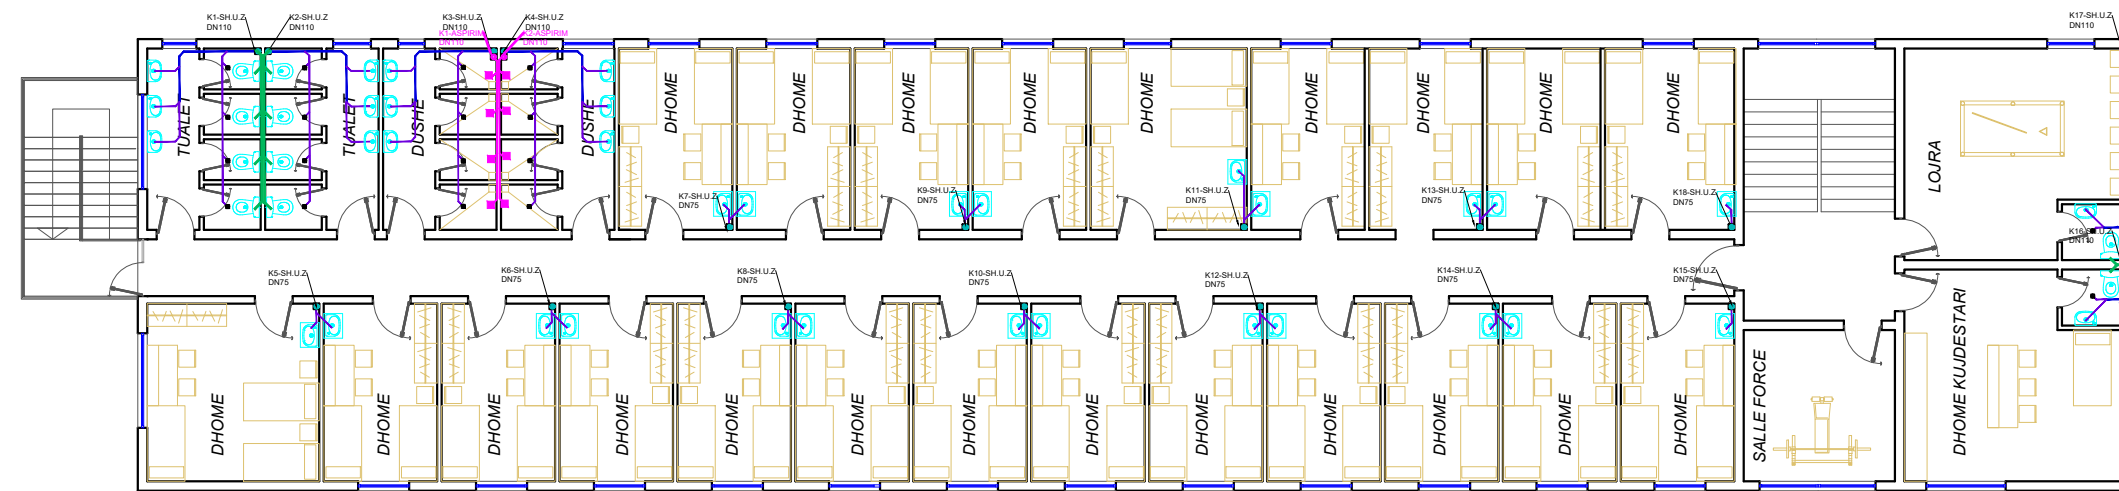 K1-SH.U.Z
DN110
K2-SH.U.Z
DN110
K3-SH.U.Z
DN110
K1-ASPIRIM
DN110
K4-SH.U.Z
DN110
K2-ASPIRIM
DN110
K17-SH.U.Z
DN110
TUALET
TUALET
DUSHE
DUSHE
DHOME
DHOME
DHOME
DHOME
DHOME
DHOME
DHOME
DHOME
DHOME
LOJRA
K7-SH.U.Z
DN75
K9-SH.U.Z
DN75
K11-SH.U.Z
DN75
K13-SH.U.Z
DN75
K18-SH.U.Z
DN75
K16-SH.U.Z
DN110
K5-SH.U.Z
DN75
K6-SH.U.Z
DN75
K8-SH.U.Z
DN75
K10-SH.U.Z
DN75
K12-SH.U.Z
DN75
K14-SH.U.Z
DN75
K15-SH.U.Z
DN75
DHOME
DHOME
DHOME
DHOME
DHOME
DHOME
DHOME
DHOME
DHOME
DHOME
DHOME
DHOME
DHOME
SALLE FORCE
DHOME KUJDESTARI